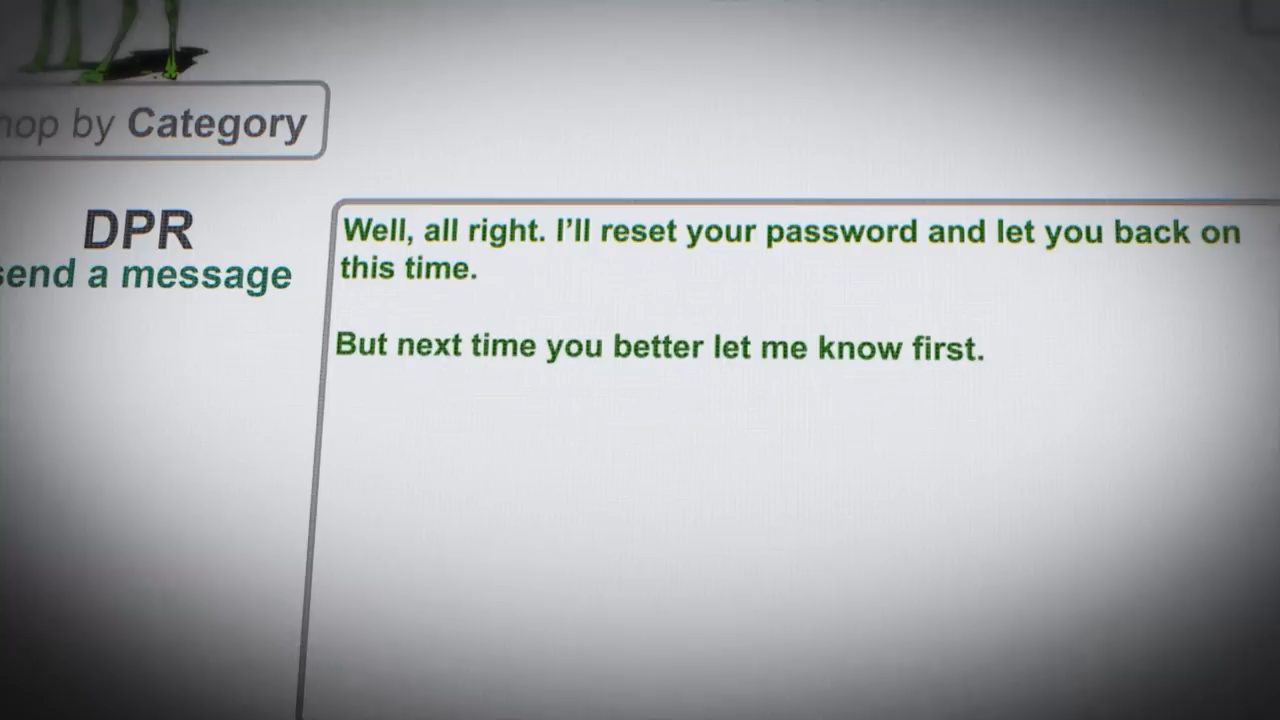 hop by Category
DPR
send a message
Well, all right. I’ll reset your password and let you back on
this time.
But next time you better let me know first.